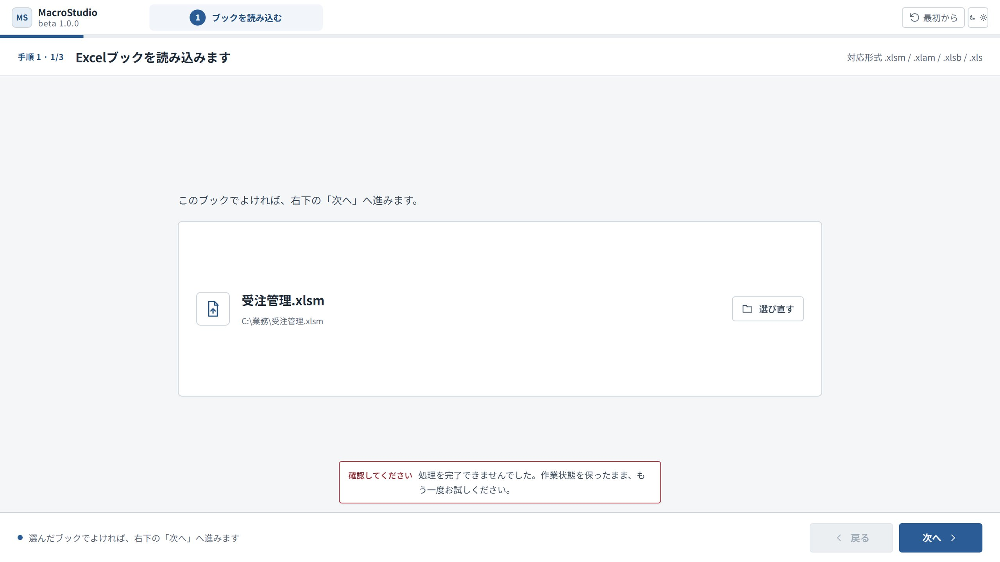 MS
MacroStudio
beta 1.0.0
1 ブックを読み込む
最初から
手順 1 · 1/3
Excelブックを読み込みます
対応形式 .xlsm / .xlam / .xlsb / .xls
このブックでよければ、右下の「次へ」へ進みます。
受注管理.xlsm
C:\業務\受注管理.xlsm
選び直す
確認してください 処理を完了できませんでした。作業状態を保ったまま、も
う一度お試しください。
選んだブックでよければ、右下の「次へ」へ進みます
戻る
次へ